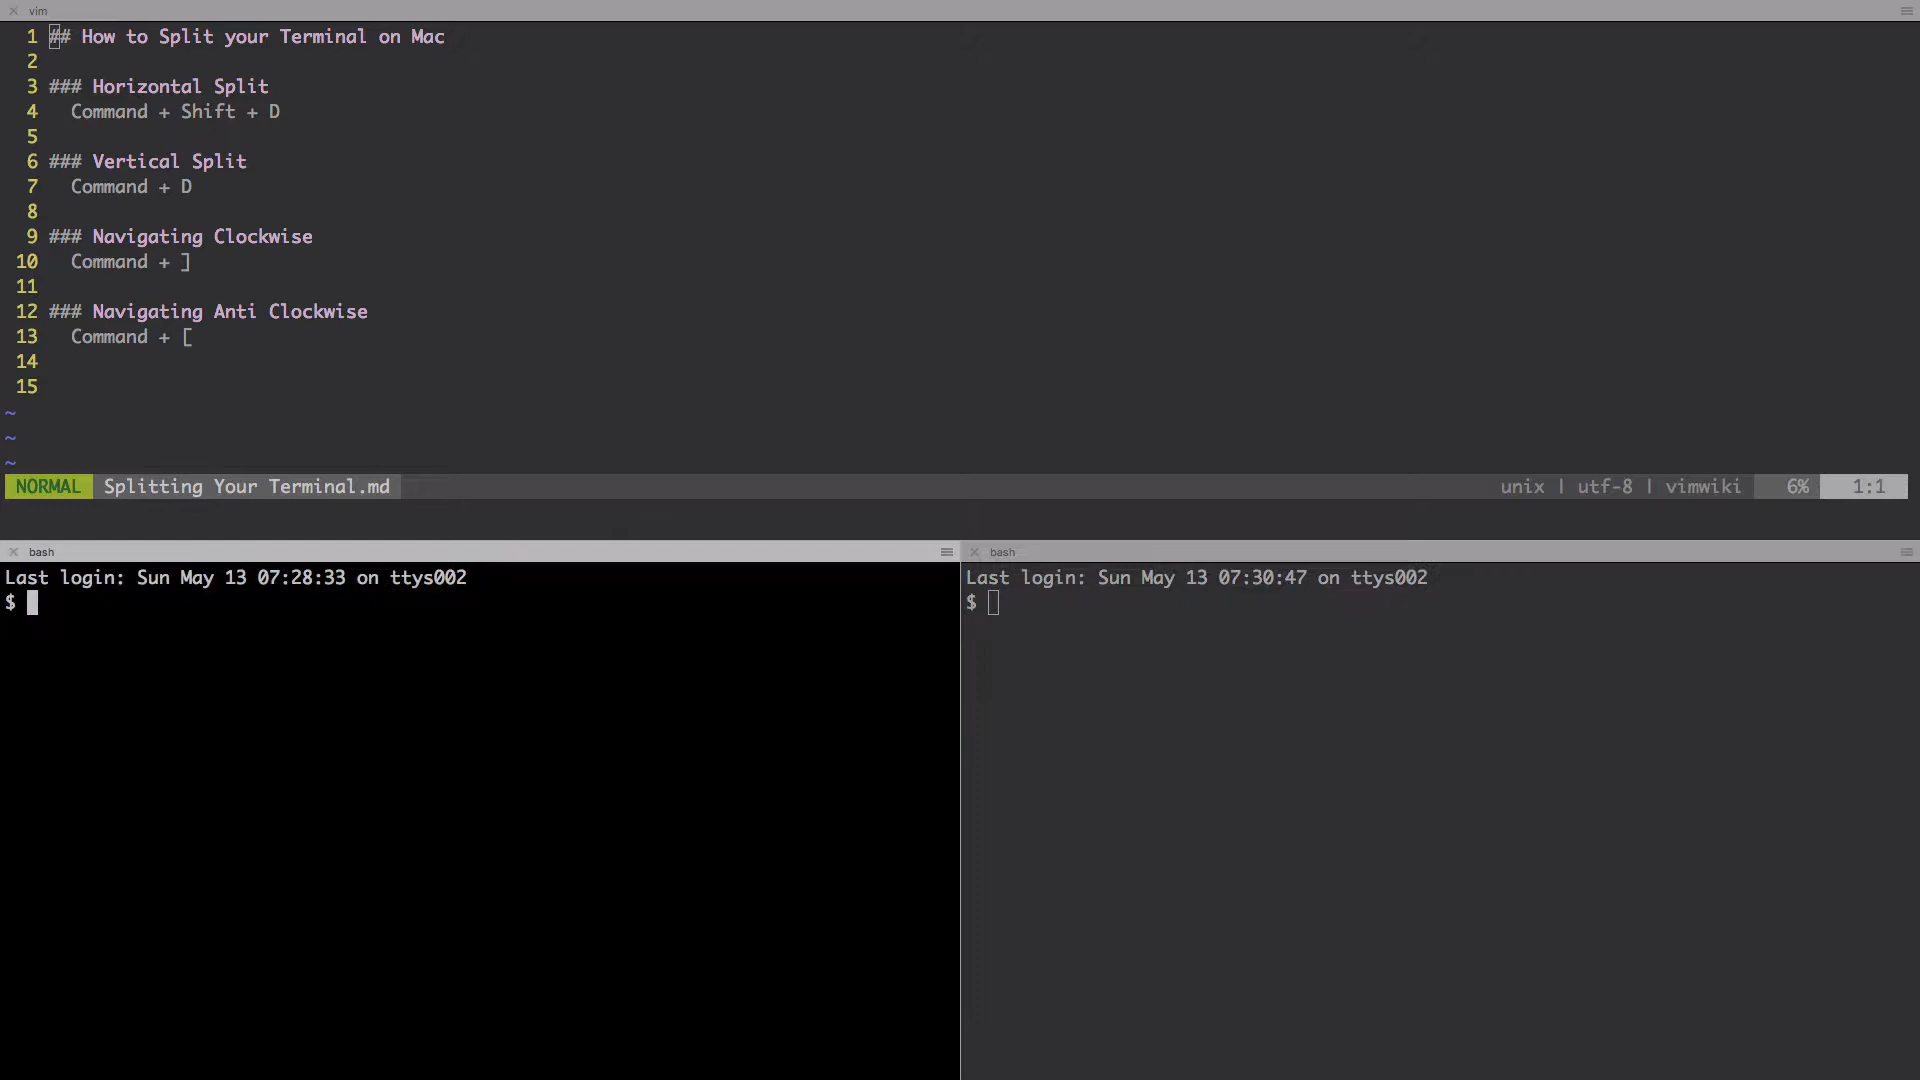 vim
1 ## How to Split your Terminal on Mac
2
3 ### Horizontal Split
4   Command + Shift + D
5
6 ### Vertical Split
7   Command + D
8
9 ### Navigating Clockwise
10   Command + ]
11
12 ### Navigating Anti Clockwise
13   Command + [
14
15
~
~
~
NORMAL Splitting Your Terminal.md unix | utf-8 | vimwiki 6% 1:1
bash
Last login: Sun May 13 07:28:33 on ttys002
$
bash
Last login: Sun May 13 07:30:47 on ttys002
$